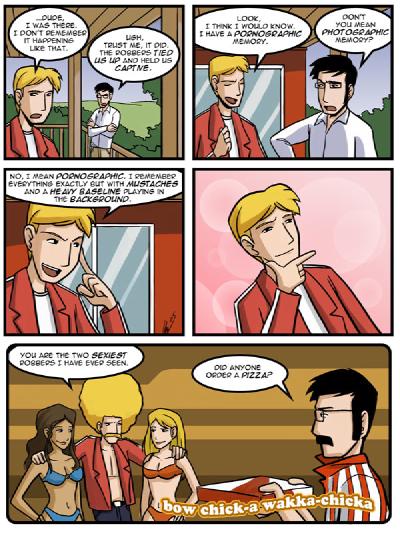 ...DUDE,
I WAS THERE.
I DON'T REMEMBER
IT HAPPENING
LIKE THAT.
UGH,
TRUST ME, IT DID.
THE ROBBERS TIED
US UP AND HELD US
CAPTIVE.
LOOK,
I THINK I WOULD KNOW.
I HAVE A PORNOGRAPHIC
MEMORY.
DON'T
YOU MEAN
PHOTOGRAPHIC
MEMORY?
NO, I MEAN PORNOGRAPHIC. I REMEMBER
EVERYTHING EXACTLY BUT WITH MUSTACHES
AND A HEAVY BASELINE PLAYING IN
THE BACKGROUND.
YOU ARE THE TWO SEXIEST
ROBBERS I HAVE EVER SEEN.
DID ANYONE
ORDER A PIZZA?
bow chick-a wakka-chicka